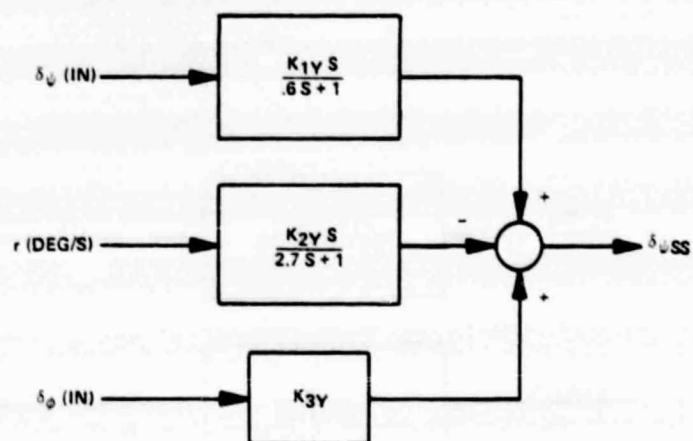 δψ (IN)
K1Y S
.6 S + 1
+
r (DEG/S)
K2Y S
2.7 S + 1
-
δψSS
+
δφ (IN)
K3Y